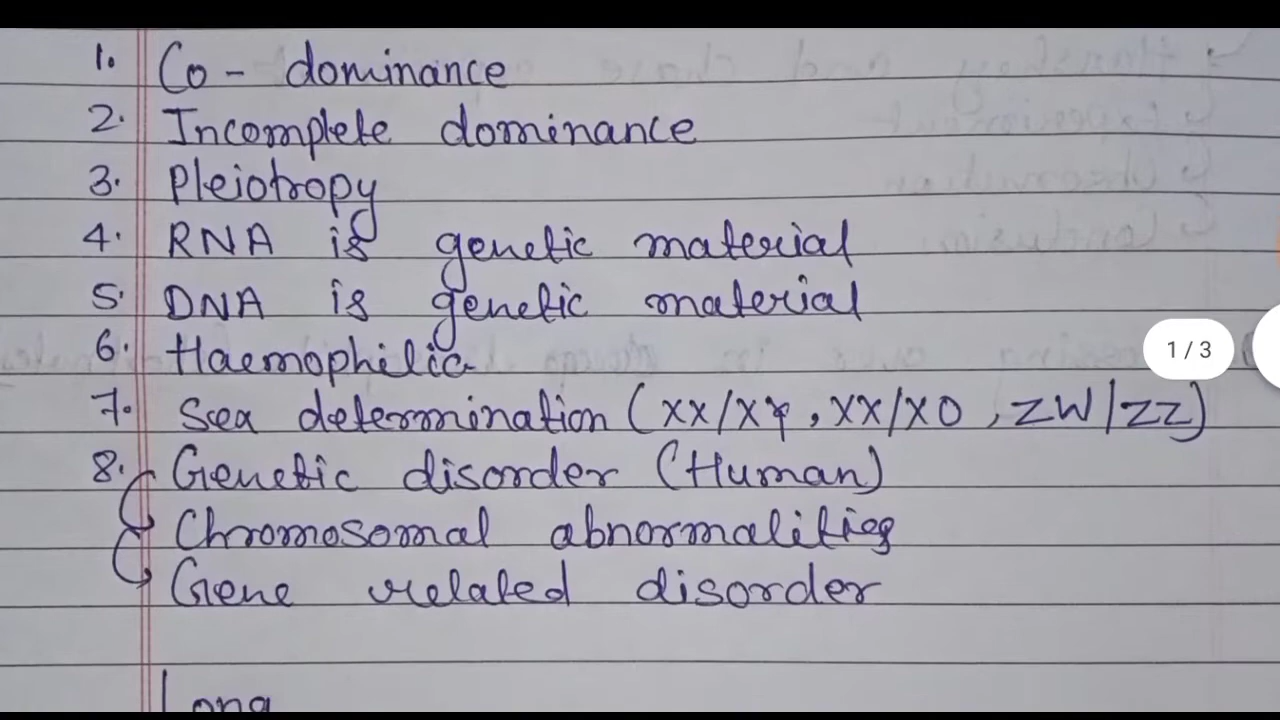 1. Co - dominance
2. Incomplete dominance
3. Pleiotropy
4. RNA is genetic material
5. DNA is genetic material
6. Haemophilia
7. Sex determination (XX/XY, XX/XO, ZW/ZZ)
8. Genetic disorder (Human)
Chromosomal abnormalities
Gene related disorder
Long
1 / 3